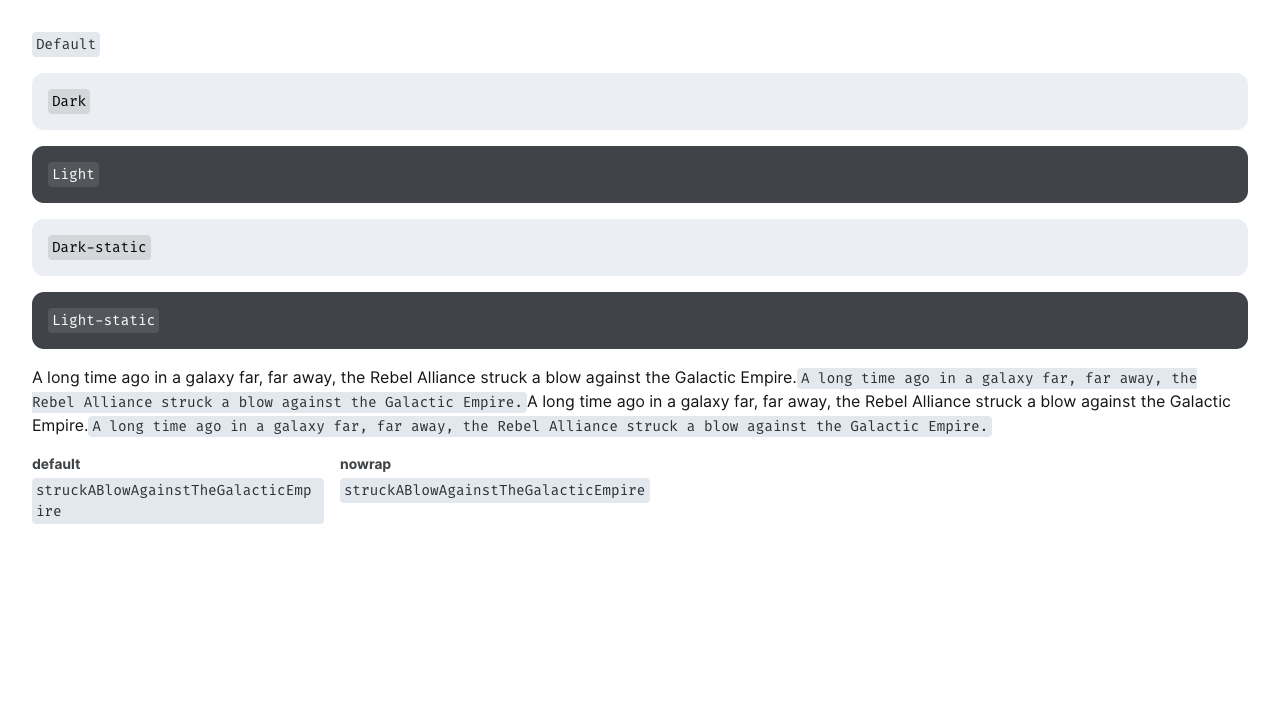 Default
Dark
Light
Dark-static
Light-static
A long time ago in a galaxy far, far away, the Rebel Alliance struck a blow against the Galactic Empire. A long time ago in a galaxy far, far away, the
Rebel Alliance struck a blow against the Galactic Empire. A long time ago in a galaxy far, far away, the Rebel Alliance struck a blow against the Galactic
Empire. A long time ago in a galaxy far, far away, the Rebel Alliance struck a blow against the Galactic Empire.
default nowrap
struckABlowAgainstTheGalacticEmp struckABlowAgainstTheGalacticEmpire
ire